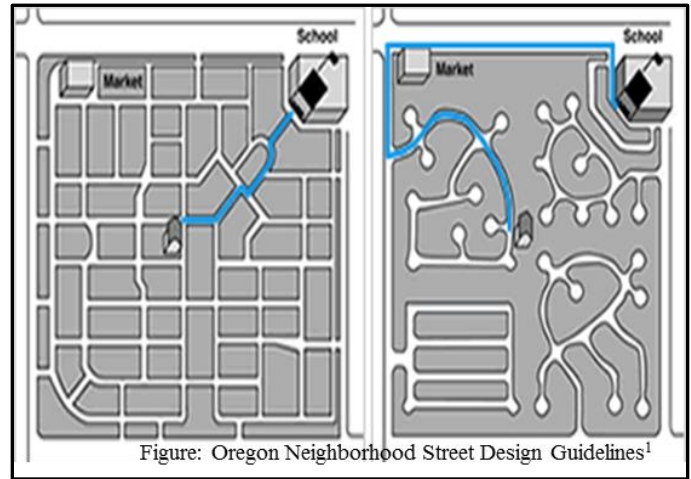 School
Market
School
Market
Figure: Oregon Neighborhood Street Design Guidelines1